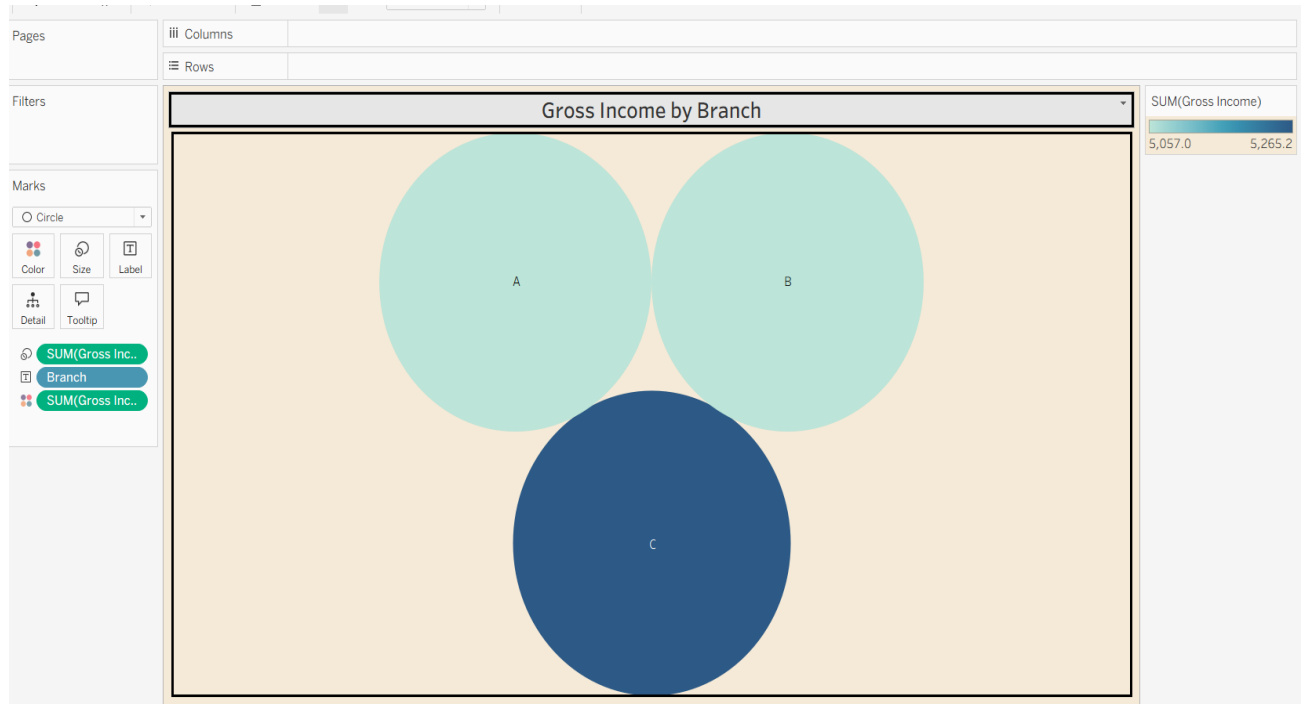 Pages
iii Columns
Rows
Filters
Gross Income by Branch
SUM(Gross Income)
5,057.0 5,265.2
Marks
Circle
Color Size Label
Detail Tooltip
SUM(Gross Inc..
T Branch
SUM(Gross Inc..
A B
C